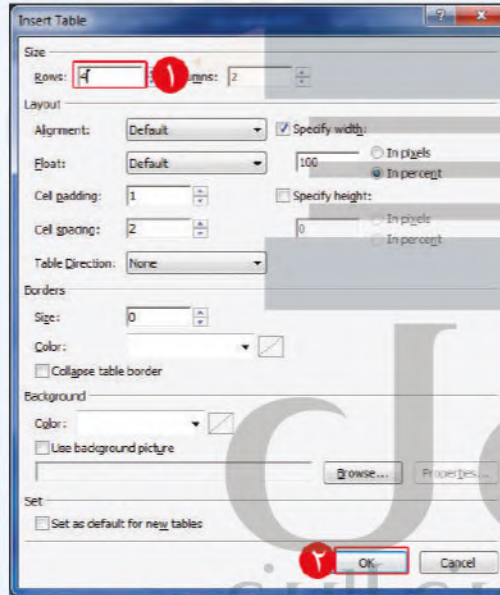 Insert Table
Size
Rows: 4 ١ umns: 2
Layout
Alignment: Default Specify width:
Float: Default 100 In pixels
In percent
Cell padding: 1 Specify height:
Cell spacing: 2 0 In pixels
In percent
Table Direction: None
Borders
Size: 0
Color:
Collapse table border
Background
Color:
Use background picture
Browse... Properties...
Set
Set as default for new tables
٢ OK Cancel